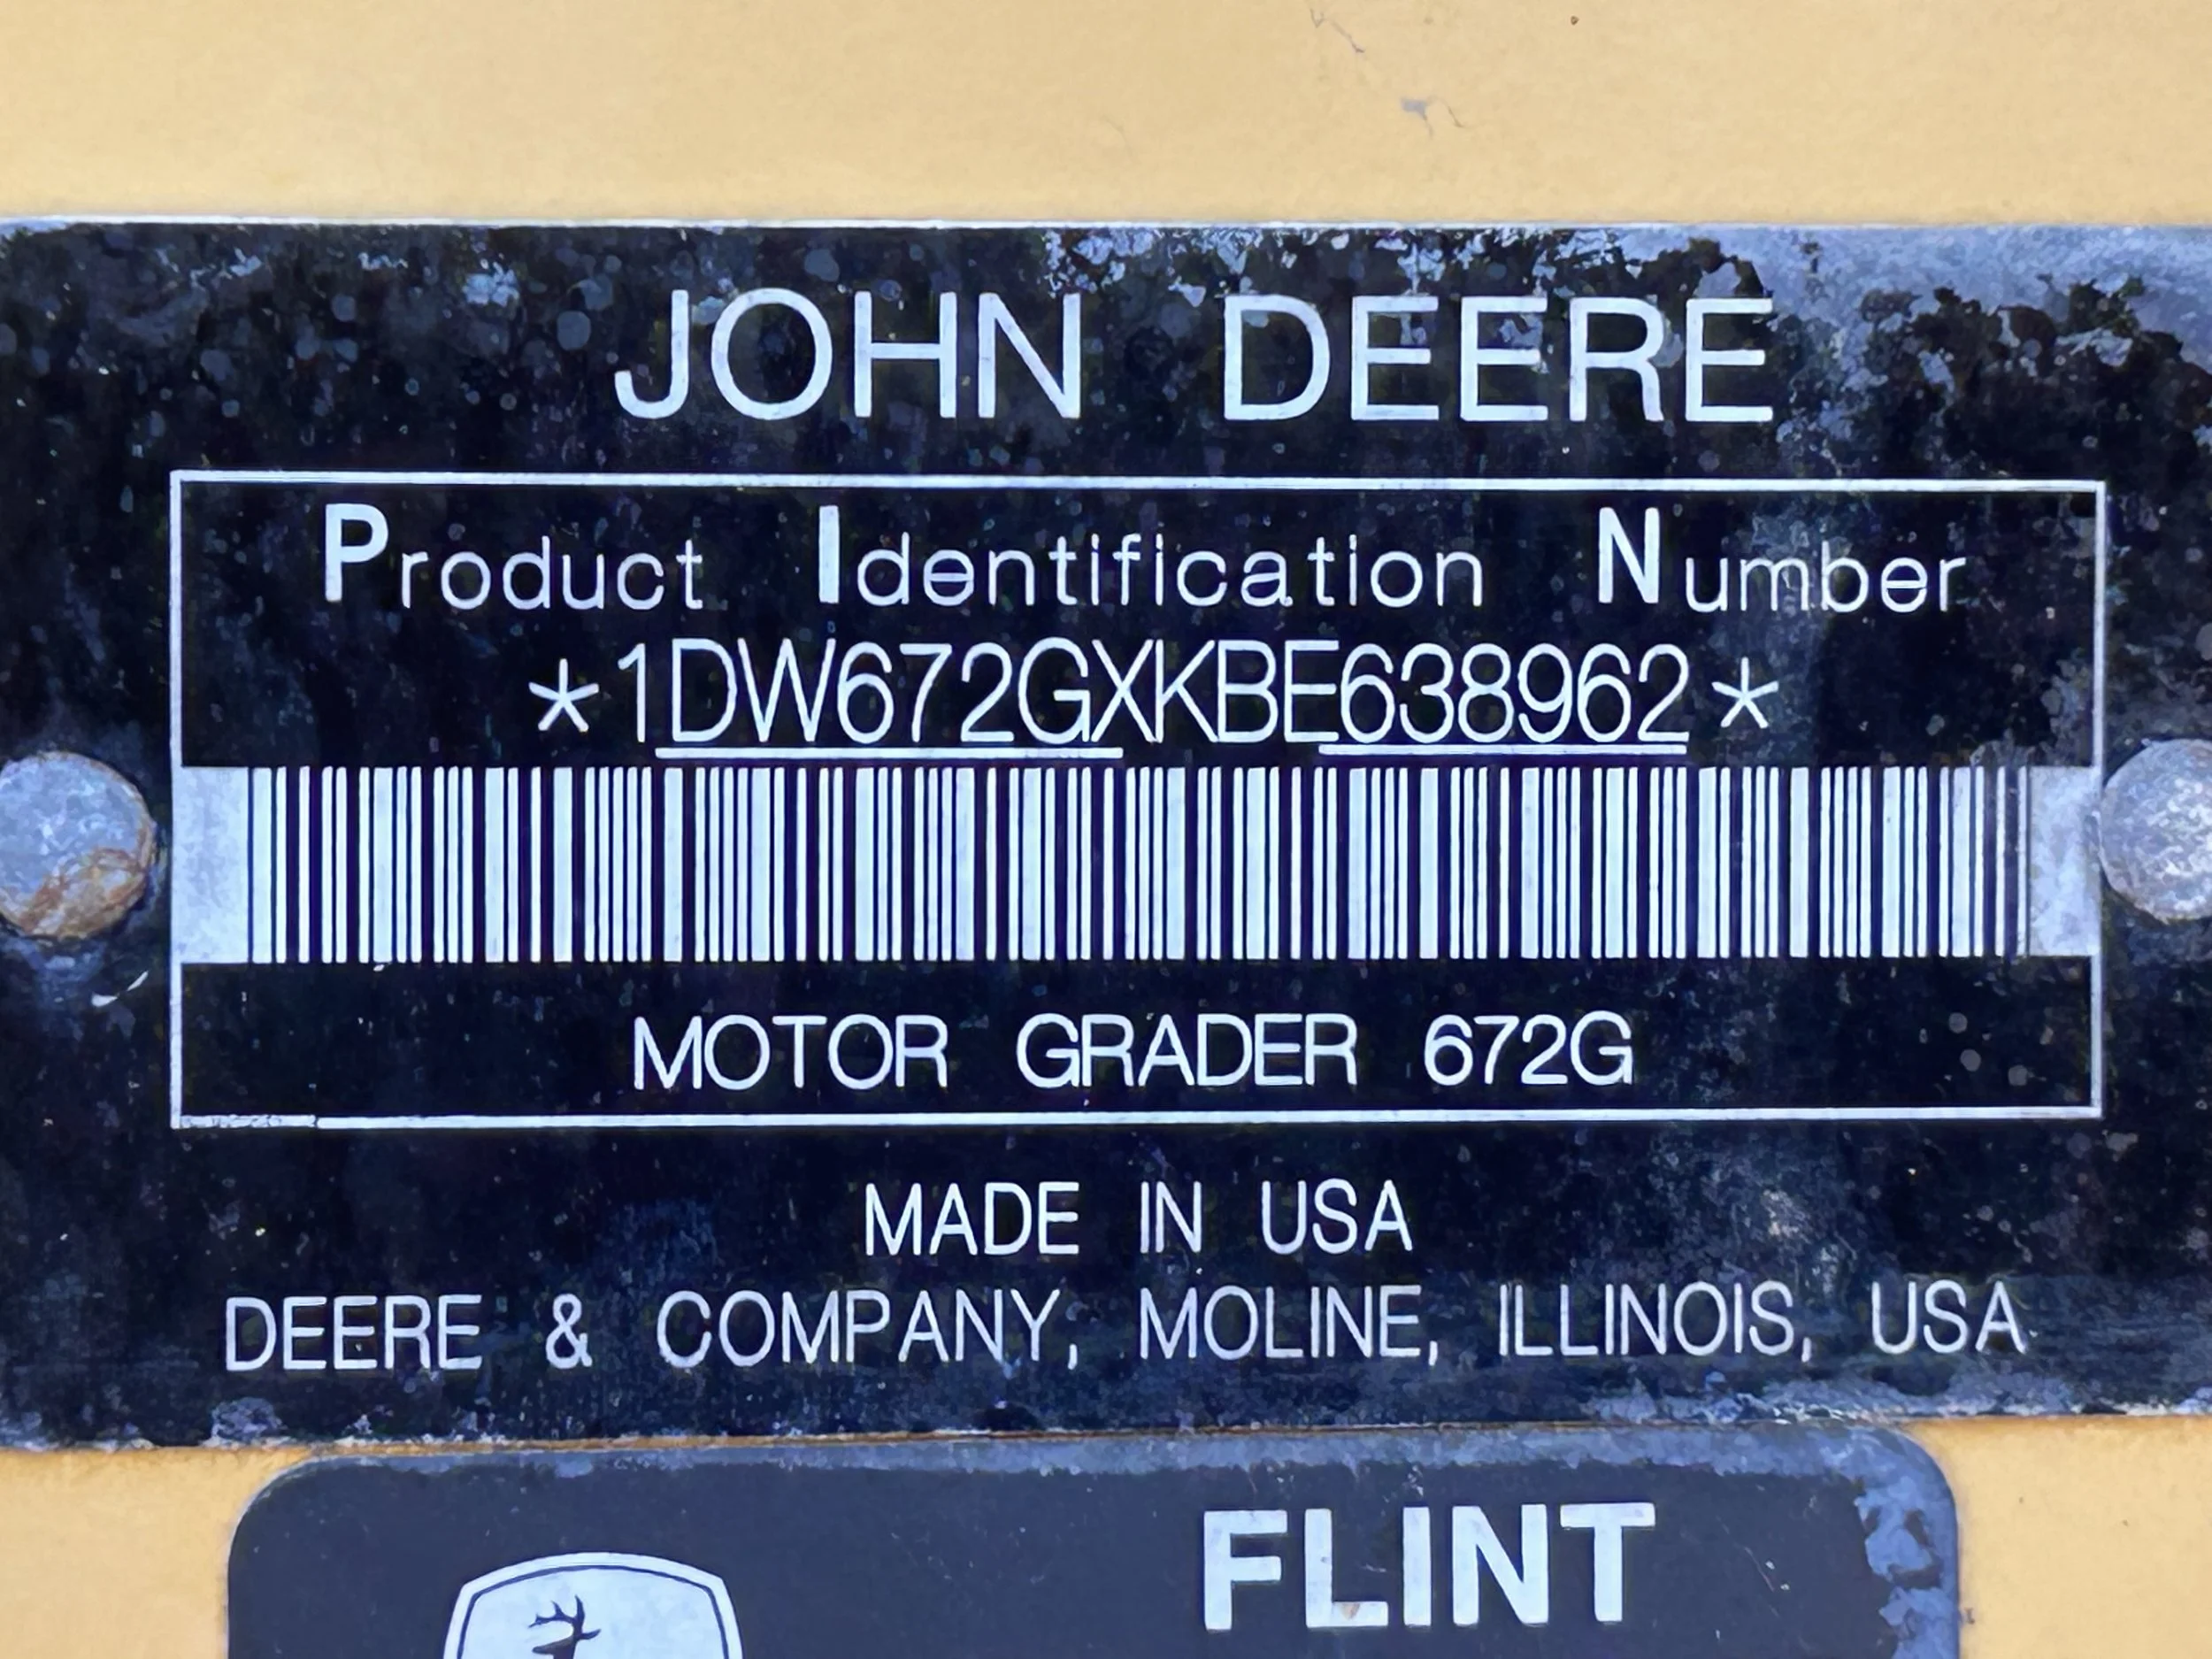 JOHN DEERE
Product Identification Number
*1DW672GXKBE638962*
MOTOR GRADER 672G
MADE IN USA
DEERE & COMPANY, MOLINE, ILLINOIS, USA
FLINT